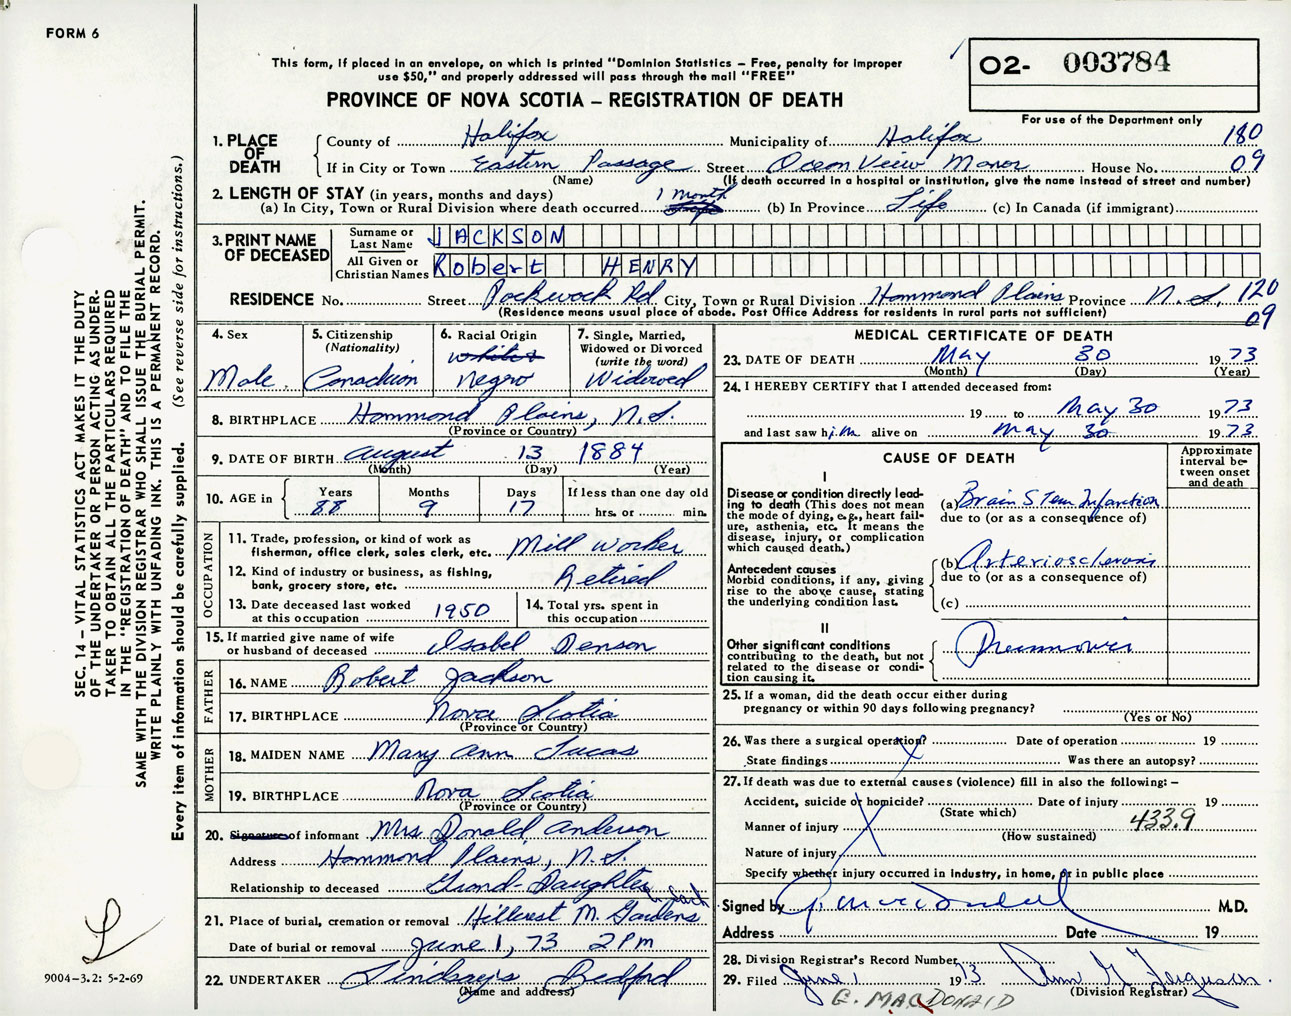 FORM 6
This form, if placed in an envelope, on which is printed "Dominion Statistics – Free, penalty for improper
use $50," and properly addressed will pass through the mail "FREE"
O2- 003784
For use of the Department only
PROVINCE OF NOVA SCOTIA – REGISTRATION OF DEATH
SEC. 14 – VITAL STATISTICS ACT MAKES IT THE DUTY
OF THE UNDERTAKER OR PERSON ACTING AS UNDER-
TAKER TO OBTAIN ALL THE PARTICULARS REQUIRED
IN THE "REGISTRATION OF DEATH" AND TO FILE THE
SAME WITH THE DIVISION REGISTRAR WHO SHALL ISSUE THE BURIAL PERMIT.
WRITE PLAINLY WITH UNFADING INK. THIS IS A PERMANENT RECORD.
Every item of information should be carefully supplied. (See reverse side for instructions.)
1. PLACE OF DEATH
County of Halifax Municipality of Halifax 180
If in City or Town Eastern Passage Street Ocean View Manor House No. 09
(Name) (If death occurred in a hospital or institution, give the name instead of street and number)
2. LENGTH OF STAY (in years, months and days)
(a) In City, Town or Rural Division where death occurred 1 month (b) In Province Life (c) In Canada (if immigrant)
3. PRINT NAME OF DECEASED
Surname or Last Name JACKSON
All Given or Christian Names Robert HENRY
RESIDENCE No. Street Pockwock Rd City, Town or Rural Division Hammond Plains Province N.S. 120
(Residence means usual place of abode. Post Office Address for residents in rural parts not sufficient) 09
4. Sex
Male
5. Citizenship
(Nationality)
Canadian
6. Racial Origin
white
Negro
7. Single, Married,
Widowed or Divorced
(write the word)
Widowed
8. BIRTHPLACE Hammond Plains, N.S.
(Province or Country)
9. DATE OF BIRTH August 13 1884
(Month) (Day) (Year)
10. AGE in Years Months Days If less than one day old
88 9 17 hrs. or min.
OCCUPATION
11. Trade, profession, or kind of work as
fisherman, office clerk, sales clerk, etc. Mill Worker
12. Kind of industry or business, as fishing,
bank, grocery store, etc. Retired
13. Date deceased last worked
at this occupation 1950
14. Total yrs. spent in
this occupation
15. If married give name of wife
or husband of deceased Isabel Denson
FATHER
16. NAME Robert Jackson
17. BIRTHPLACE Nova Scotia
(Province or Country)
MOTHER
18. MAIDEN NAME Mary Ann Lucas
19. BIRTHPLACE Nova Scotia
(Province or Country)
20. Signature of informant Mrs. Donald Anderson
Address Hammond Plains, N.S.
Relationship to deceased Grand-Daughter
21. Place of burial, cremation or removal Hillcrest M. Gardens
Date of burial or removal June 1, 73 2 PM
22. UNDERTAKER Lindsay's Bedford
(Name and address)
MEDICAL CERTIFICATE OF DEATH
23. DATE OF DEATH May 30 1973
(Month) (Day) (Year)
24. I HEREBY CERTIFY that I attended deceased from:
19 to May 30 1973
and last saw him alive on May 30 1973
CAUSE OF DEATH
Approximate
interval be-
tween onset
and death
I
Disease or condition directly lead-
ing to death (This does not mean
the mode of dying, e.g., heart fail-
ure, asthenia, etc. It means the
disease, injury, or complication
which caused death.)
(a) Brain Stem Infarction
due to (or as a consequence of)
Antecedent causes
Morbid conditions, if any, giving
rise to the above cause, stating
the underlying condition last.
(b) Arteriosclerosis
due to (or as a consequence of)
(c)
II
Other significant conditions
contributing to the death, but not
related to the disease or condi-
tion causing it.
Pneumonia
25. If a woman, did the death occur either during
pregnancy or within 90 days following pregnancy?
(Yes or No)
26. Was there a surgical operation? Date of operation 19
State findings Was there an autopsy?
27. If death was due to external causes (violence) fill in also the following: –
Accident, suicide or homicide? Date of injury 19
(State which)
Manner of injury 433.9
(How sustained)
Nature of injury
Specify whether injury occurred in industry, in home, or in public place
Signed by G. MacDonald M.D.
Address Date 19
28. Division Registrar's Record Number
29. Filed June 1 1973 Ann G. Ferguson
(Division Registrar)
G. MACDONALD
9004–3.2: 5-2-69